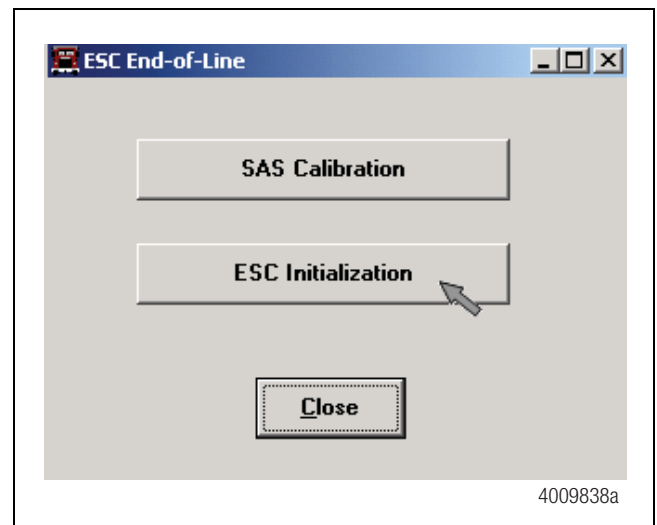 ESC End-of-Line
SAS Calibration
ESC Initialization
Close
4009838a